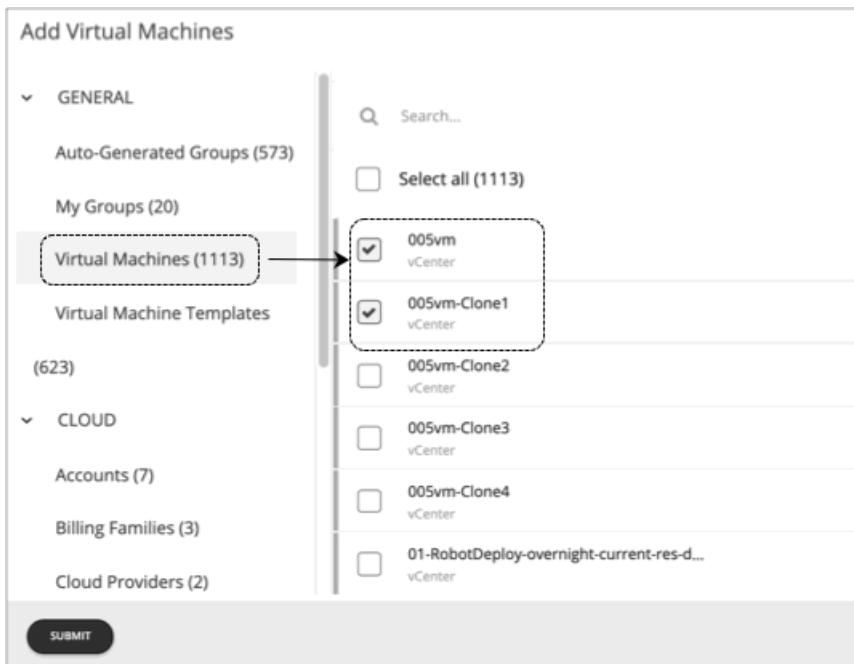 Add Virtual Machines
GENERAL
Auto-Generated Groups (573)
My Groups (20)
Virtual Machines (1113)
Virtual Machine Templates
(623)
CLOUD
Accounts (7)
Billing Families (3)
Cloud Providers (2)
Search...
Select all (1113)
005vm
vCenter
005vm-Clone1
vCenter
005vm-Clone2
vCenter
005vm-Clone3
vCenter
005vm-Clone4
vCenter
01-RobotDeploy-overnight-current-res-d...
vCenter
SUBMIT